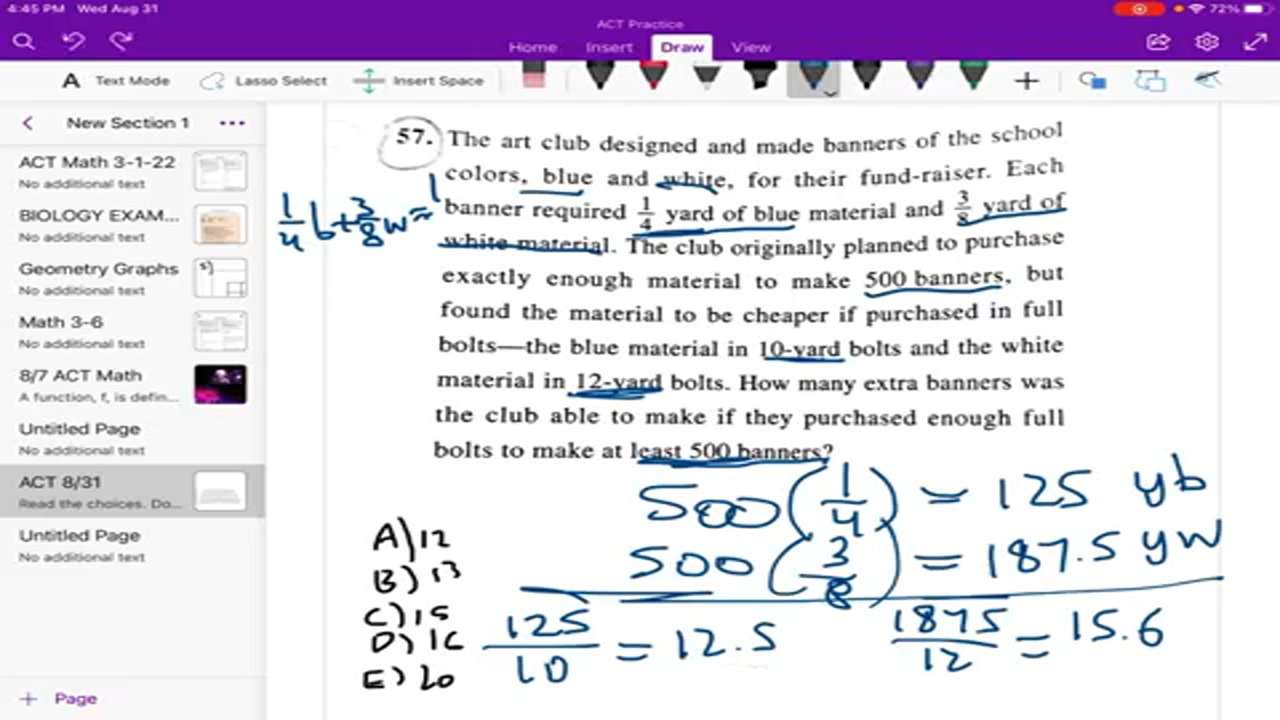 4:45 PM Wed Aug 31
72%
ACT Practice
Home Insert Draw View
A Text Mode Lasso Select Insert Space
New Section 1
ACT Math 3-1-22
No additional text
BIOLOGY EXAM...
No additional text
Geometry Graphs
No additional text
Math 3-6
No additional text
8/7 ACT Math
A function, f, is defin...
Untitled Page
No additional text
ACT 8/31
Read the choices. Do...
Untitled Page
No additional text
+ Page
57. The art club designed and made banners of the school
colors, blue and white, for their fund-raiser. Each
banner required 1/4 yard of blue material and 3/8 yard of
white material. The club originally planned to purchase
exactly enough material to make 500 banners, but
found the material to be cheaper if purchased in full
bolts—the blue material in 10-yard bolts and the white
material in 12-yard bolts. How many extra banners was
the club able to make if they purchased enough full
bolts to make at least 500 banners?
1/4 b + 3/8 w = 1
500 (1/4) = 125 yb
500 (3/8) = 187.5 yw
125/10 = 12.5
1875/12 = 15.6
A) 12
B) 13
C) 15
D) 16
E) 20